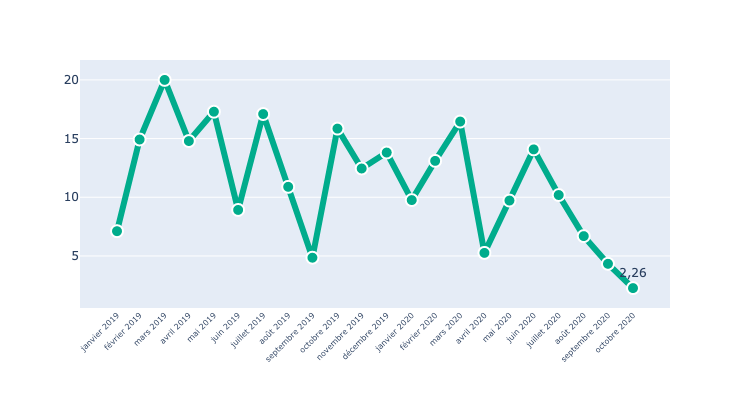 20
15
10
5
2,26
janvier 2019
février 2019
mars 2019
avril 2019
mai 2019
juin 2019
juillet 2019
août 2019
septembre 2019
octobre 2019
novembre 2019
décembre 2019
janvier 2020
février 2020
mars 2020
avril 2020
mai 2020
juin 2020
juillet 2020
août 2020
septembre 2020
octobre 2020